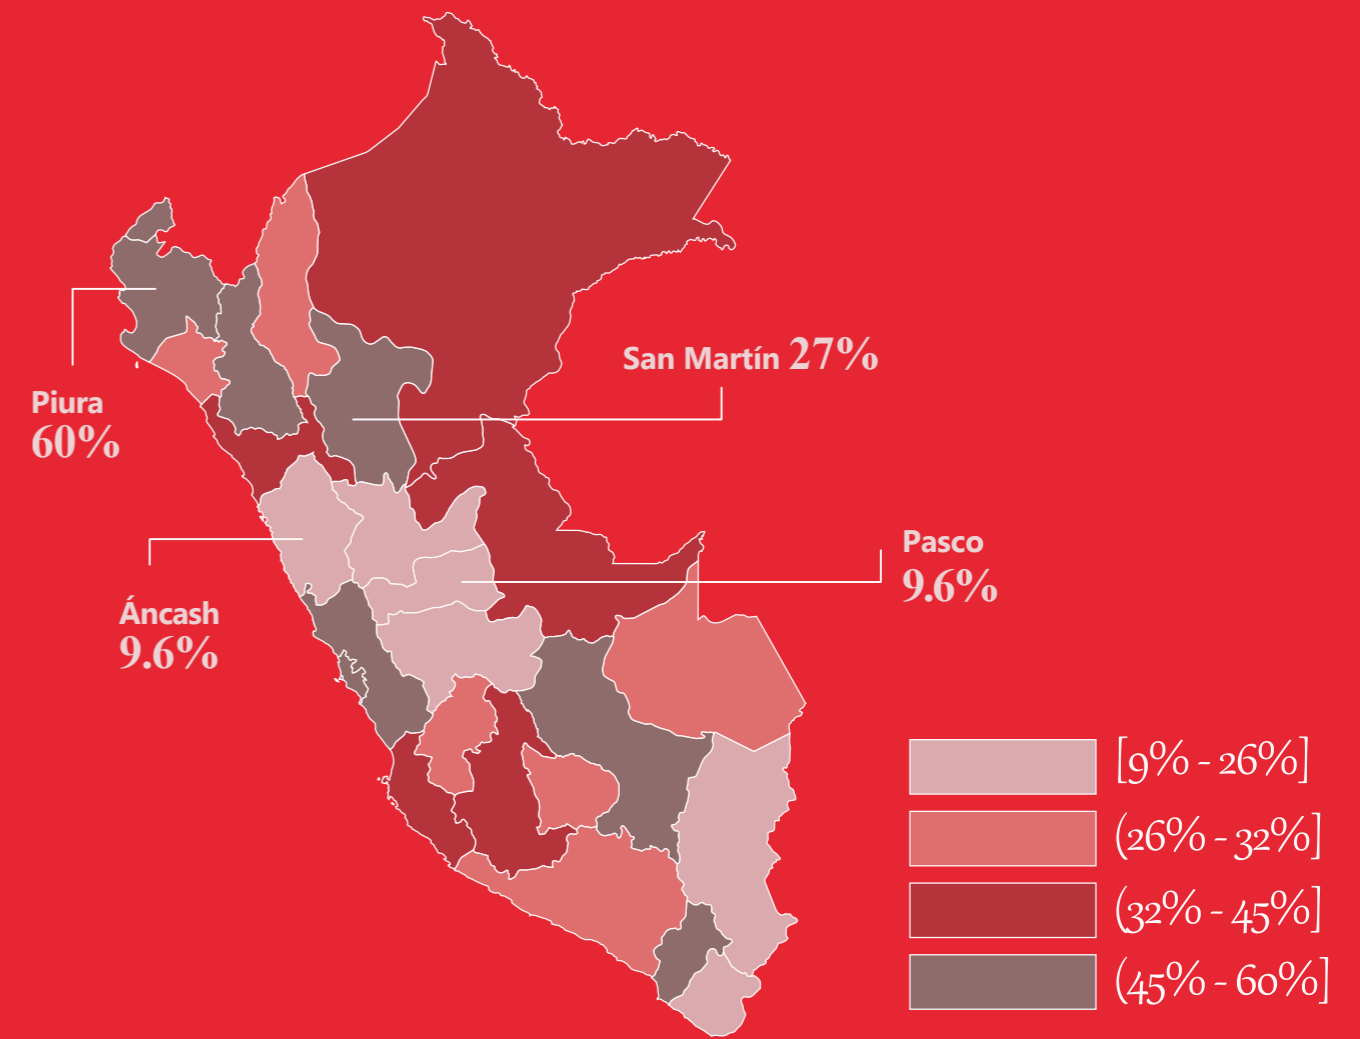 San Martín 27%
Piura
60%
Pasco
9.6%
Áncash
9.6%
[9% - 26%]
(26% - 32%]
(32% - 45%]
(45% - 60%]